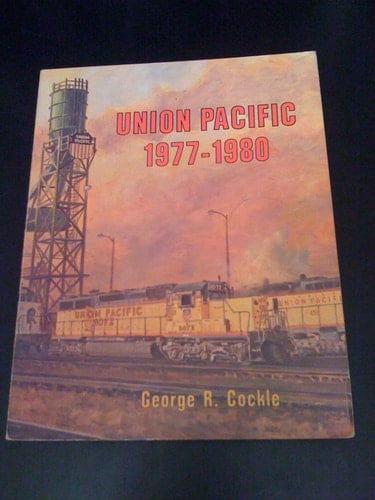 UNION PACIFIC
1977-1980
UNION PACIFIC
UNION PACIFIC
George R. Cockle